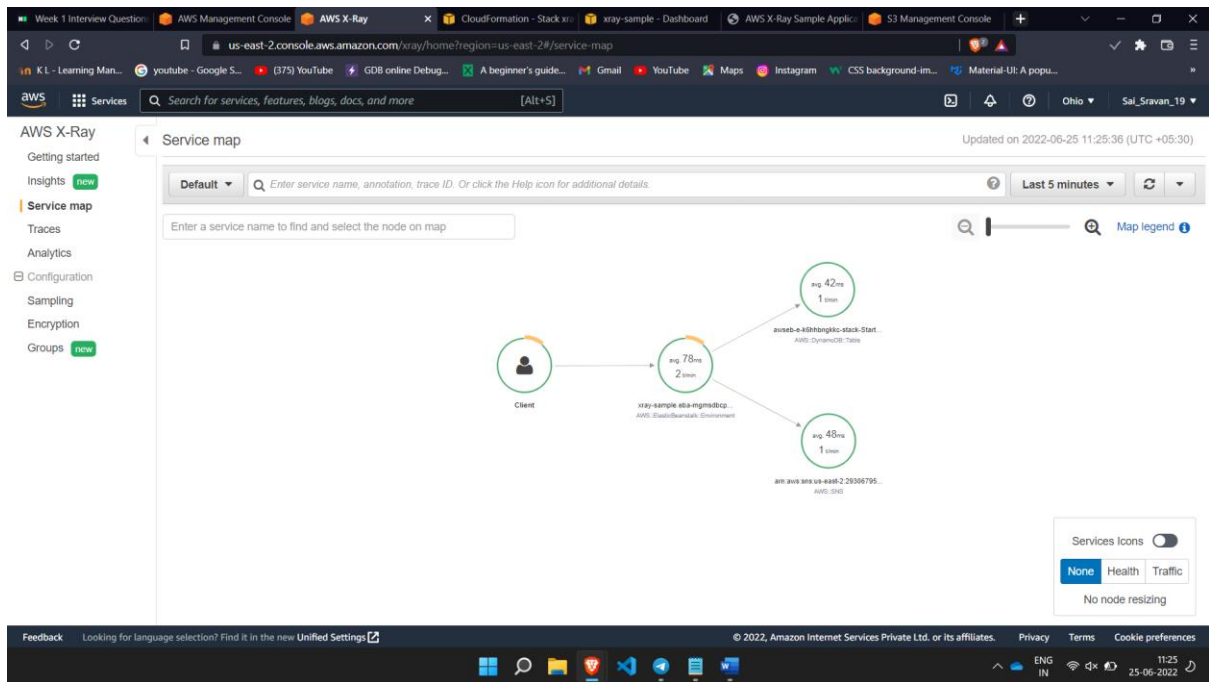 Week 1 Interview Question
AWS Management Console
AWS X-Ray
CloudFormation - Stack xra
xray-sample - Dashboard
AWS X-Ray Sample Applica
S3 Management Console
us-east-2.console.aws.amazon.com/xray/home?region=us-east-2#/service-map
K L - Learning Man...
youtube - Google S...
(375) YouTube
GDB online Debug...
A beginner's guide...
Gmail
YouTube
Maps
Instagram
CSS background-im...
Material-UI: A popu...
»
aws
Services
Search for services, features, blogs, docs, and more
[Alt+S]
Ohio
Sai_Sravan_19
AWS X-Ray
Getting started
Insights new
Service map
Traces
Analytics
Configuration
Sampling
Encryption
Groups new
Service map
Updated on 2022-06-25 11:25:36 (UTC +05:30)
Default
Enter service name, annotation, trace ID. Or click the Help icon for additional details.
Last 5 minutes
Enter a service name to find and select the node on map
Map legend
avg. 42ms
1 t/min
AWS::DynamoDB::Table
Client
avg. 78ms
2 t/min
xray-sample.eba-mgmsdbcp...
AWS::ElasticBeanstalk::Environment
avg. 48ms
1 t/min
arn:aws:sns:us-east-2:29306795...
AWS::SNS
Services Icons
None
Health
Traffic
No node resizing
Feedback
Looking for language selection? Find it in the new Unified Settings
© 2022, Amazon Internet Services Private Ltd. or its affiliates.
Privacy
Terms
Cookie preferences
ENG
IN
11:25
25-06-2022